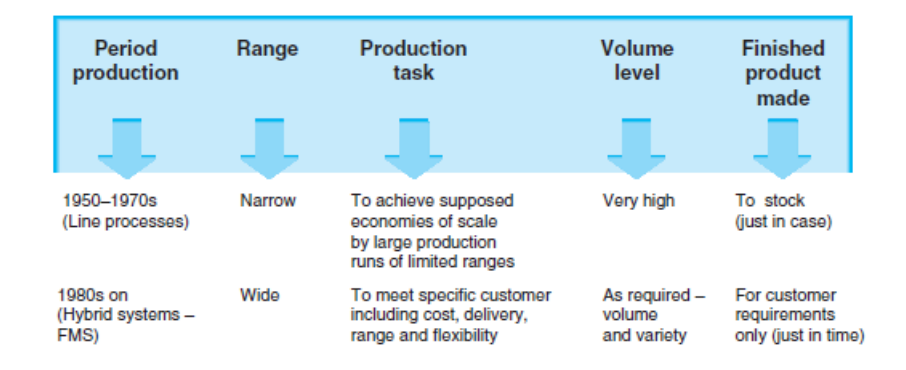 Period production
Range
Production task
Volume level
Finished product made
1950–1970s
(Line processes)
Narrow
To achieve supposed
economies of scale
by large production
runs of limited ranges
Very high
To stock
(just in case)
1980s on
(Hybrid systems –
FMS)
Wide
To meet specific customer
including cost, delivery,
range and flexibility
As required –
volume
and variety
For customer
requirements
only (just in time)